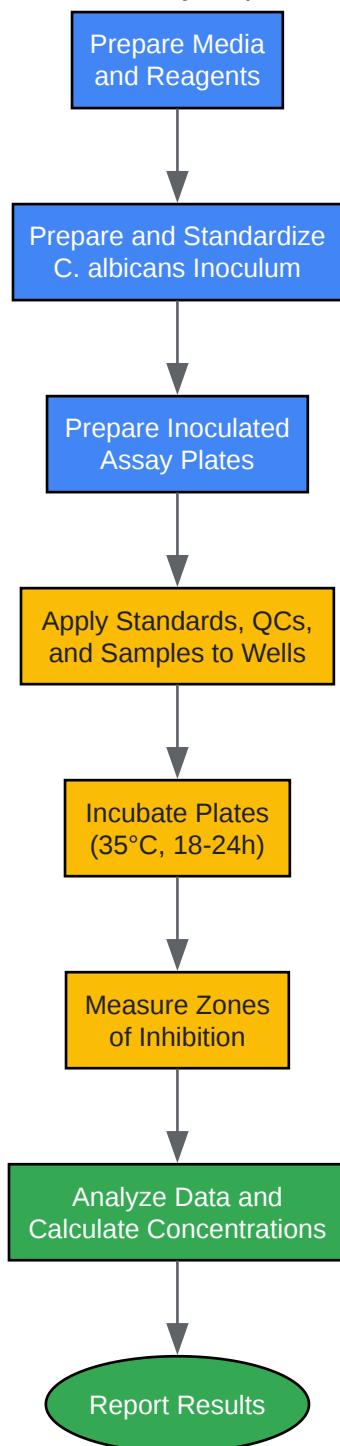 Prepare Media
and Reagents
Prepare and Standardize
C. albicans Inoculum
Prepare Inoculated
Assay Plates
Apply Standards, QCs,
and Samples to Wells
Incubate Plates
(35°C, 18-24h)
Measure Zones
of Inhibition
Analyze Data and
Calculate Concentrations
Report Results